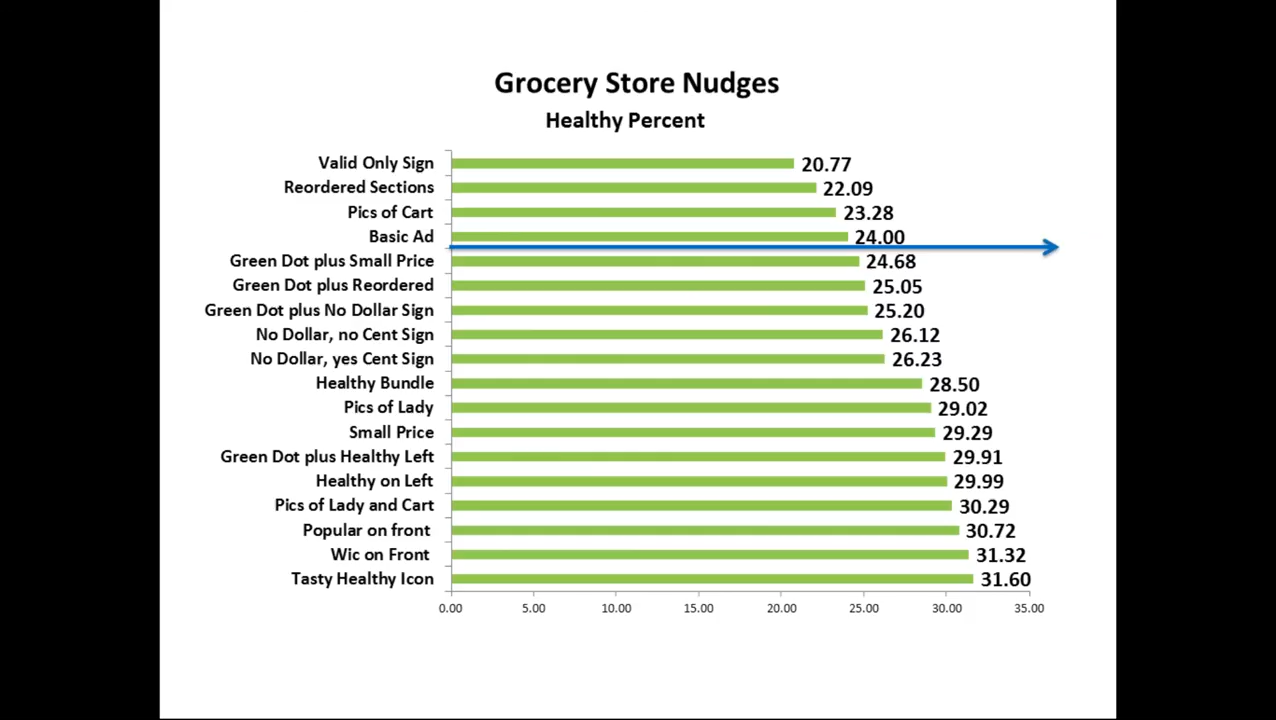 Grocery Store Nudges
Healthy Percent
Valid Only Sign 20.77
Reordered Sections 22.09
Pics of Cart 23.28
Basic Ad 24.00
Green Dot plus Small Price 24.68
Green Dot plus Reordered 25.05
Green Dot plus No Dollar Sign 25.20
No Dollar, no Cent Sign 26.12
No Dollar, yes Cent Sign 26.23
Healthy Bundle 28.50
Pics of Lady 29.02
Small Price 29.29
Green Dot plus Healthy Left 29.91
Healthy on Left 29.99
Pics of Lady and Cart 30.29
Popular on front 30.72
Wic on Front 31.32
Tasty Healthy Icon 31.60
0.00 5.00 10.00 15.00 20.00 25.00 30.00 35.00